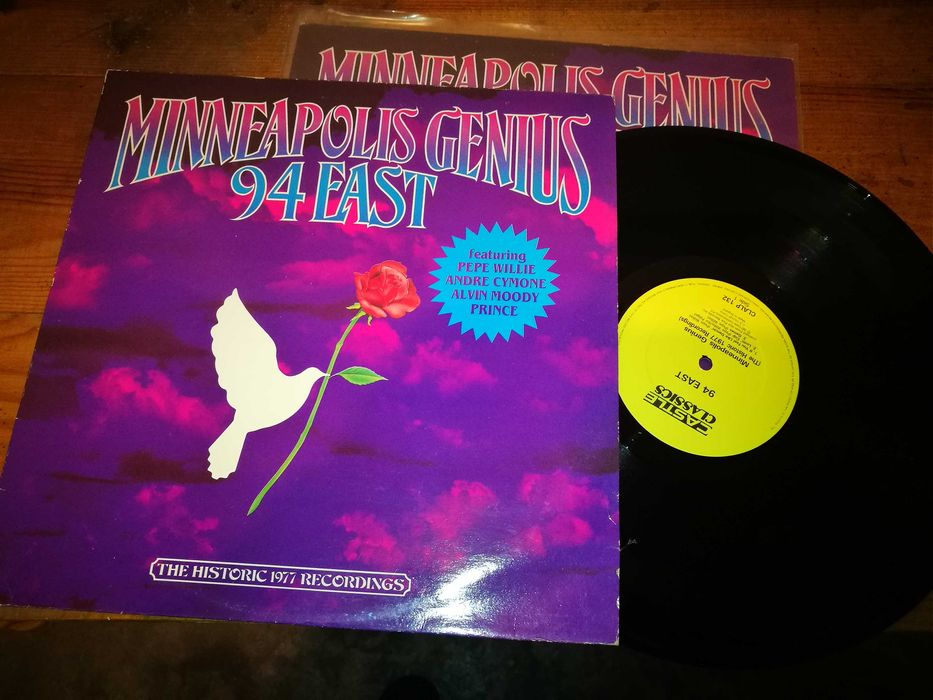 MINNEAPOLIS GENIUS
MINNEAPOLIS GENIUS
94 EAST
featuring
PEPE WILLIE
ANDRE CYMONE
ALVIN MOODY
PRINCE
THE HISTORIC 1977 RECORDINGS
CASTLE
CLASSICS
94 EAST
Minneapolis Genius
(The Historic 1977 Recordings)
CLALP 132